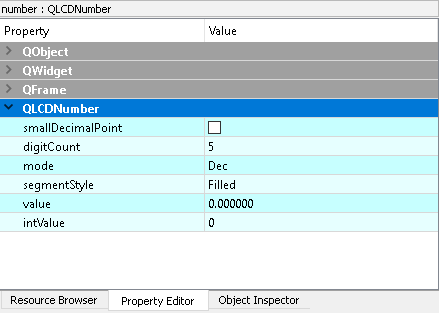 number : QLCDNumber
Property Value
QObject
QWidget
QFrame
QLCDNumber
smallDecimalPoint
digitCount 5
mode Dec
segmentStyle Filled
value 0.000000
intValue 0
Resource Browser Property Editor Object Inspector